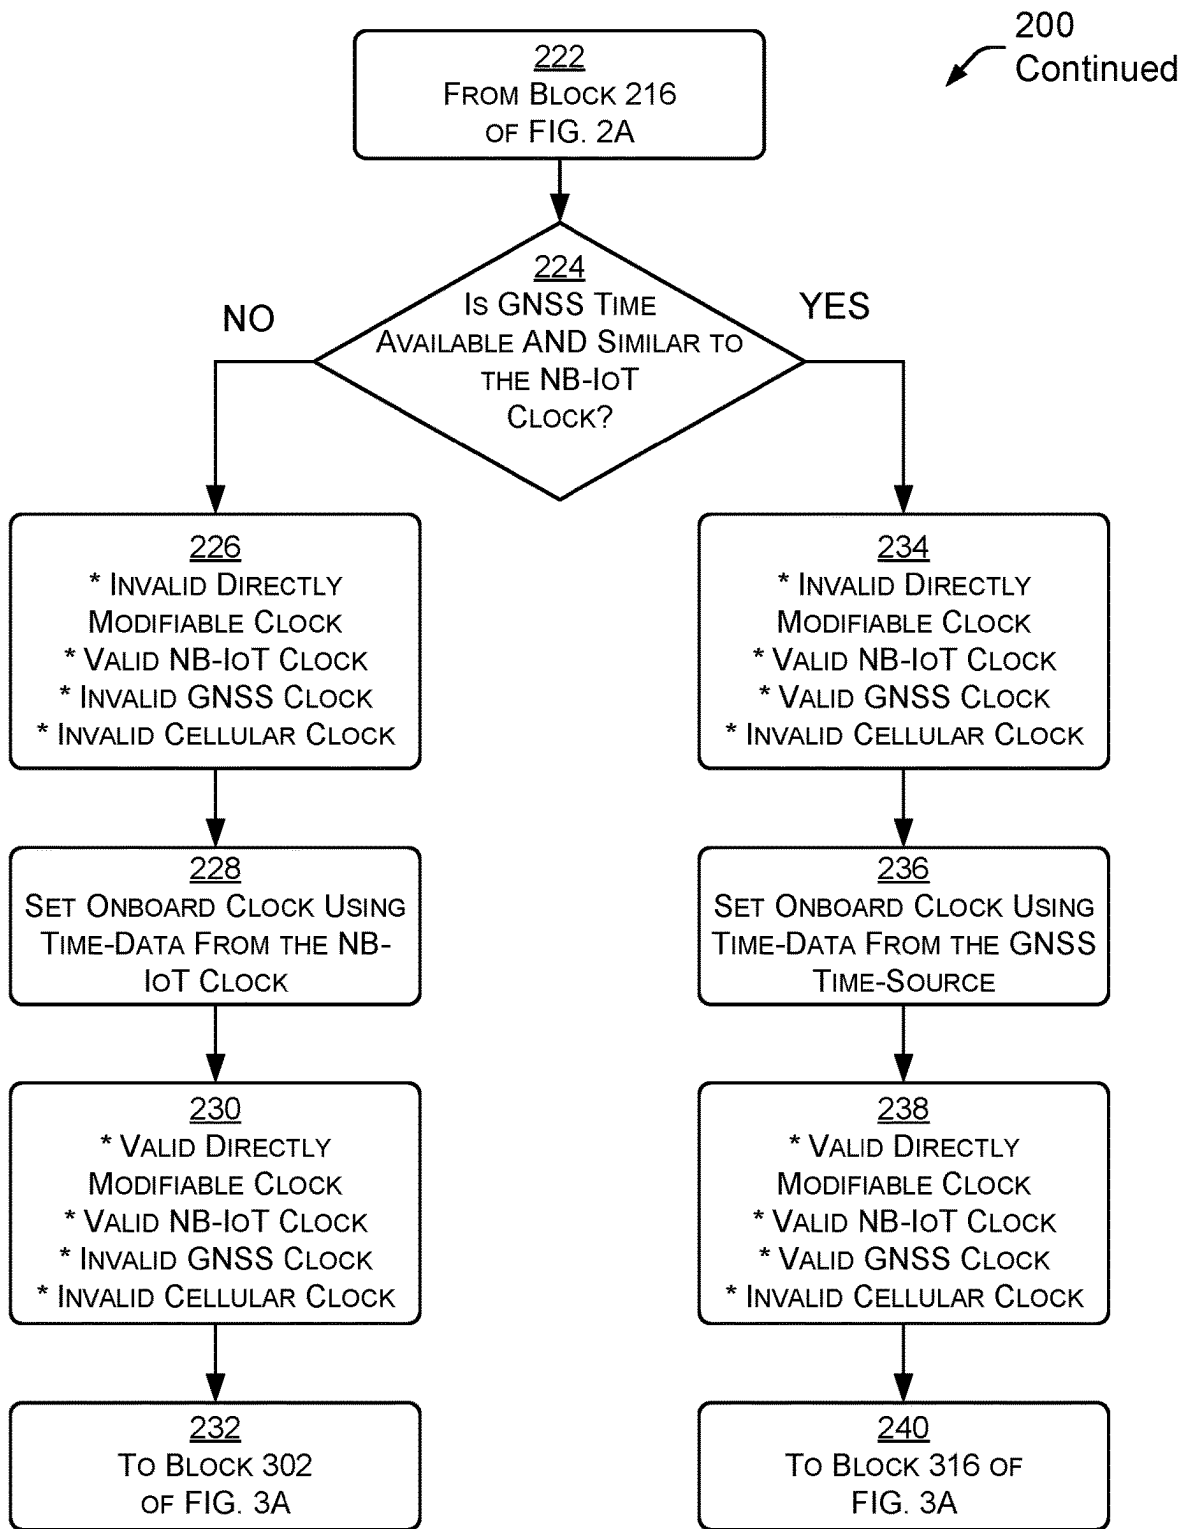 200
Continued
222
FROM BLOCK 216
OF FIG. 2A
224
IS GNSS TIME
AVAILABLE AND SIMILAR TO
THE NB-IOT
CLOCK?
NO
YES
226
* INVALID DIRECTLY
MODIFIABLE CLOCK
* VALID NB-IOT CLOCK
* INVALID GNSS CLOCK
* INVALID CELLULAR CLOCK
228
SET ONBOARD CLOCK USING
TIME-DATA FROM THE NB-
IOT CLOCK
230
* VALID DIRECTLY
MODIFIABLE CLOCK
* VALID NB-IOT CLOCK
* INVALID GNSS CLOCK
* INVALID CELLULAR CLOCK
232
TO BLOCK 302
OF FIG. 3A
234
* INVALID DIRECTLY
MODIFIABLE CLOCK
* VALID NB-IOT CLOCK
* VALID GNSS CLOCK
* INVALID CELLULAR CLOCK
236
SET ONBOARD CLOCK USING
TIME-DATA FROM THE GNSS
TIME-SOURCE
238
* VALID DIRECTLY
MODIFIABLE CLOCK
* VALID NB-IOT CLOCK
* VALID GNSS CLOCK
* INVALID CELLULAR CLOCK
240
TO BLOCK 316 OF
FIG. 3A